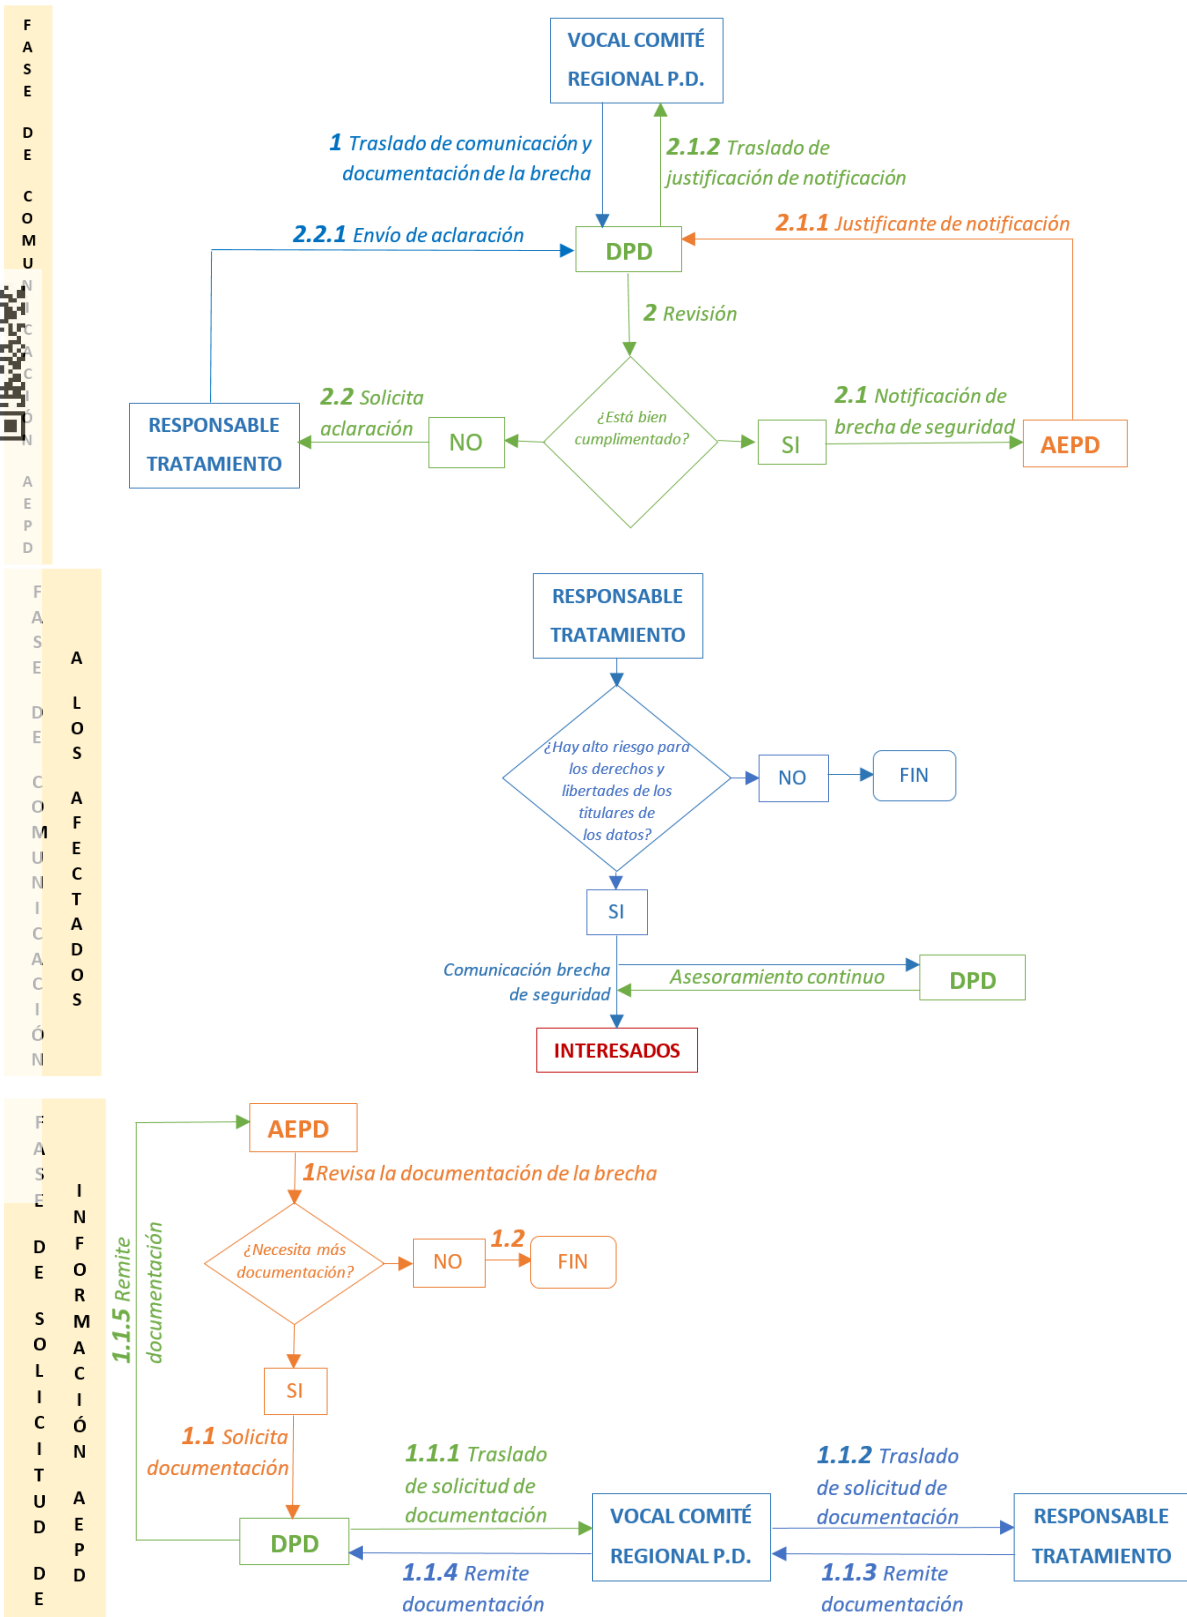 FASE DE COMUNICACIÓN AEPD
VOCAL COMITÉ
REGIONAL P.D.
1 Traslado de comunicación y
documentación de la brecha
2.1.2 Traslado de
justificación de notificación
2.2.1 Envío de aclaración
2.1.1 Justificante de notificación
DPD
2 Revisión
2.2 Solicita
aclaración
2.1 Notificación de
brecha de seguridad
¿Está bien
cumplimentado?
RESPONSABLE
TRATAMIENTO
NO
SI
AEPD
FASE DE COMUNICACIÓN
A LOS AFECTADOS
RESPONSABLE
TRATAMIENTO
¿Hay alto riesgo para
los derechos y
libertades de los
titulares de
los datos?
NO
FIN
SI
Comunicación brecha
de seguridad
Asesoramiento continuo
DPD
INTERESADOS
FASE DE SOLICITUD DE
INFORMACIÓN AEPD
AEPD
1Revisa la documentación de la brecha
¿Necesita más
documentación?
NO
1.2
FIN
1.1.5 Remite
documentación
SI
1.1 Solicita
documentación
1.1.1 Traslado
de solicitud de
documentación
1.1.2 Traslado
de solicitud de
documentación
DPD
VOCAL COMITÉ
REGIONAL P.D.
RESPONSABLE
TRATAMIENTO
1.1.4 Remite
documentación
1.1.3 Remite
documentación